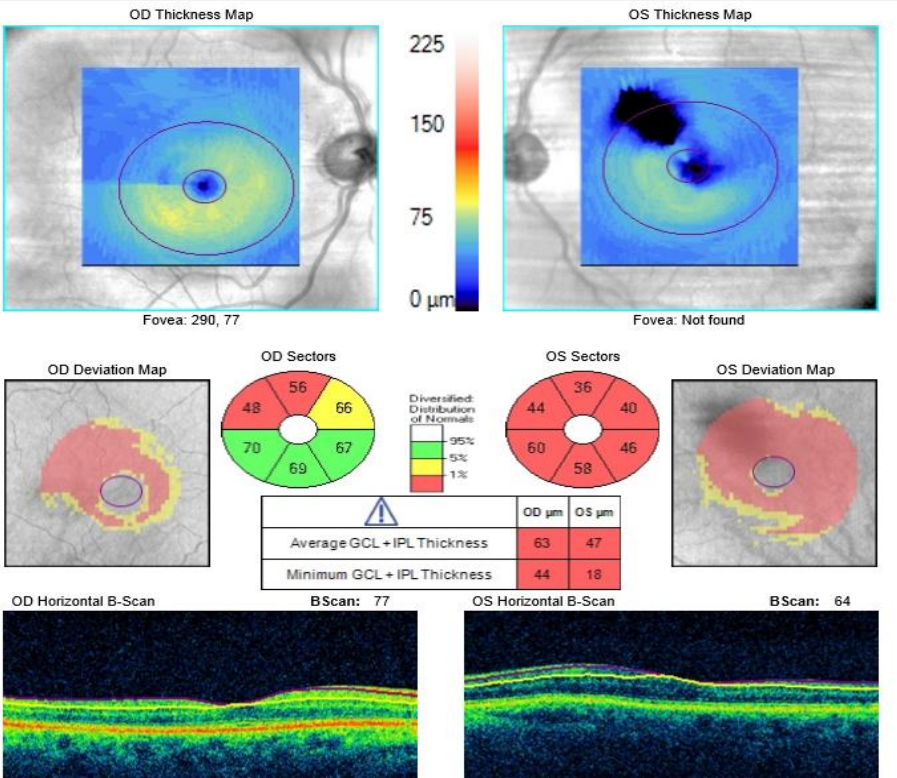 OD Thickness Map
OS Thickness Map
225
150
75
0 µm
Fovea: 290, 77
Fovea: Not found
OD Deviation Map
OD Sectors
56
48
66
70
67
69
Diversified:
Distribution
of Normals
95%
5%
1%
OS Sectors
36
44
40
60
46
58
OS Deviation Map
OD µm OS µm
Average GCL + IPL Thickness 63 47
Minimum GCL + IPL Thickness 44 18
OD Horizontal B-Scan BScan: 77
OS Horizontal B-Scan BScan: 64